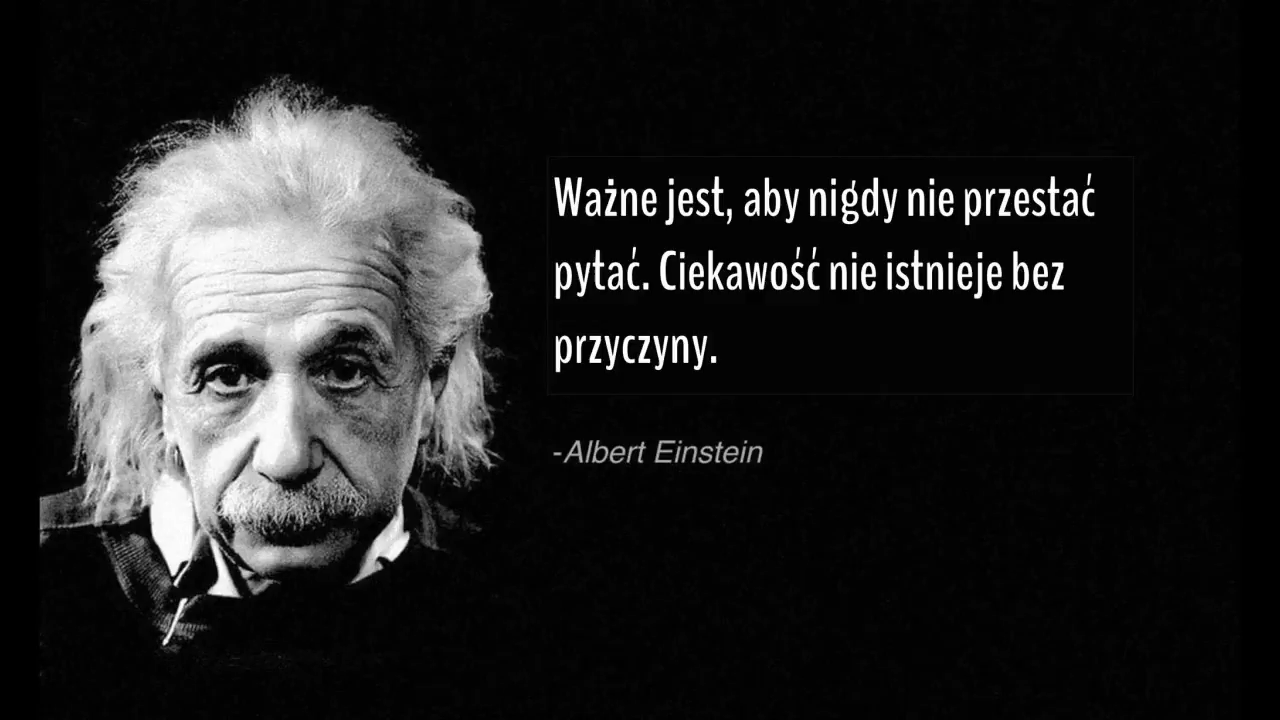 Ważne jest, aby nigdy nie przestać
pytać. Ciekawość nie istnieje bez
przyczyny.
-Albert Einstein